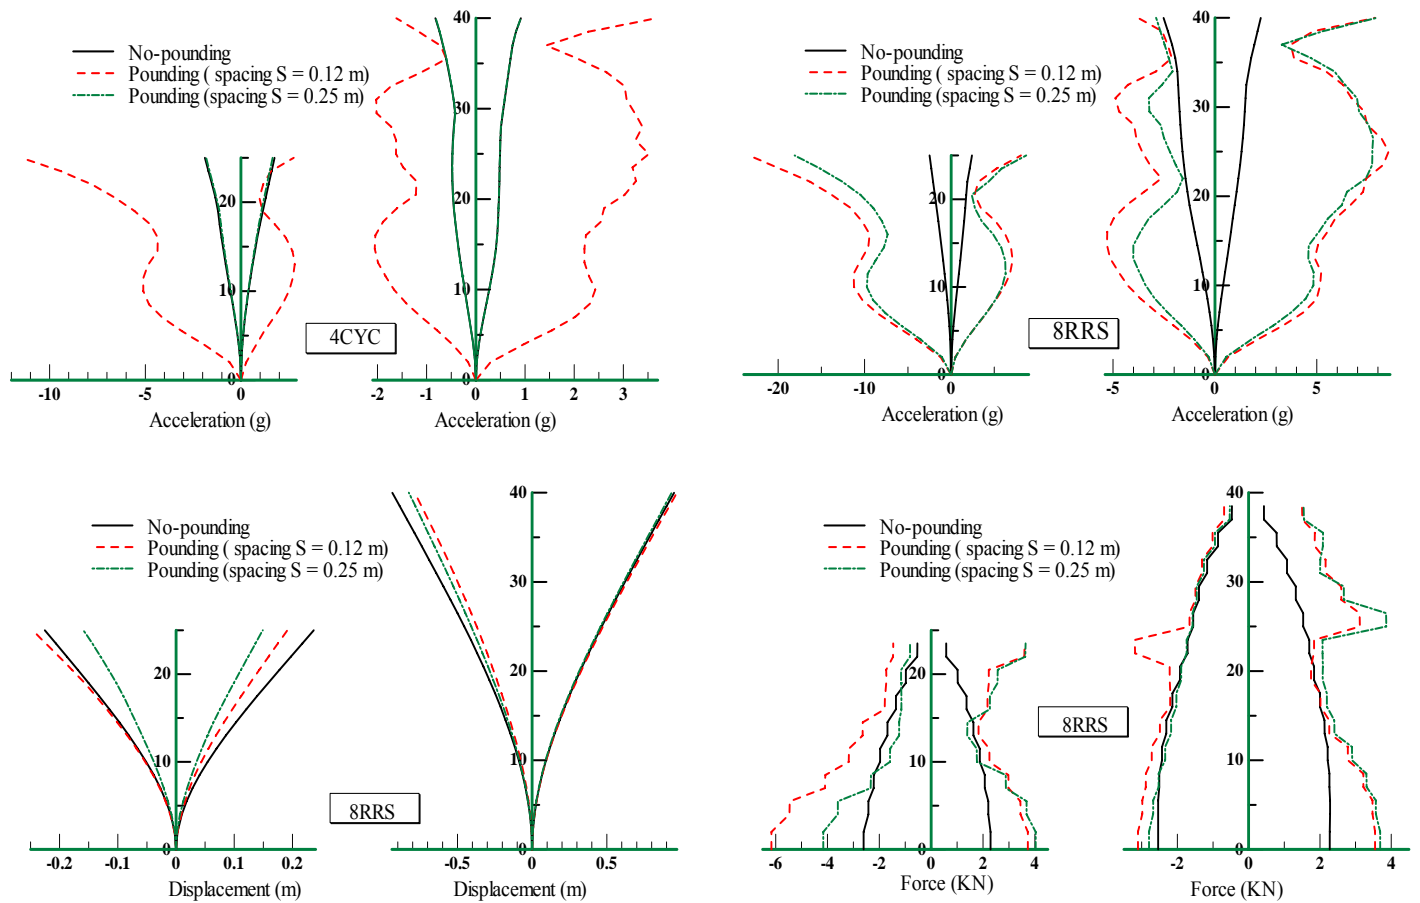 No-pounding
Pounding ( spacing S = 0.12 m)
Pounding (spacing S = 0.25 m)
40
30
20
10
0
20
10
0
4CYC
-10 -5 0
Acceleration (g)
-2 -1 0 1 2 3
Acceleration (g)
No-pounding
Pounding ( spacing S = 0.12 m)
Pounding (spacing S = 0.25 m)
40
30
20
10
0
20
10
0
8RRS
-20 -10 0
Acceleration (g)
-5 0 5
Acceleration (g)
No-pounding
Pounding ( spacing S = 0.12 m)
Pounding (spacing S = 0.25 m)
40
30
20
10
0
20
10
0
8RRS
-0.2 -0.1 0 0.1 0.2
Displacement (m)
-0.5 0 0.5
Displacement (m)
No-pounding
Pounding ( spacing S = 0.12 m)
Pounding (spacing S = 0.25 m)
40
30
20
10
0
20
10
0
8RRS
-6 -4 -2 0 2 4
Force (KN)
-2 0 2 4
Force (KN)